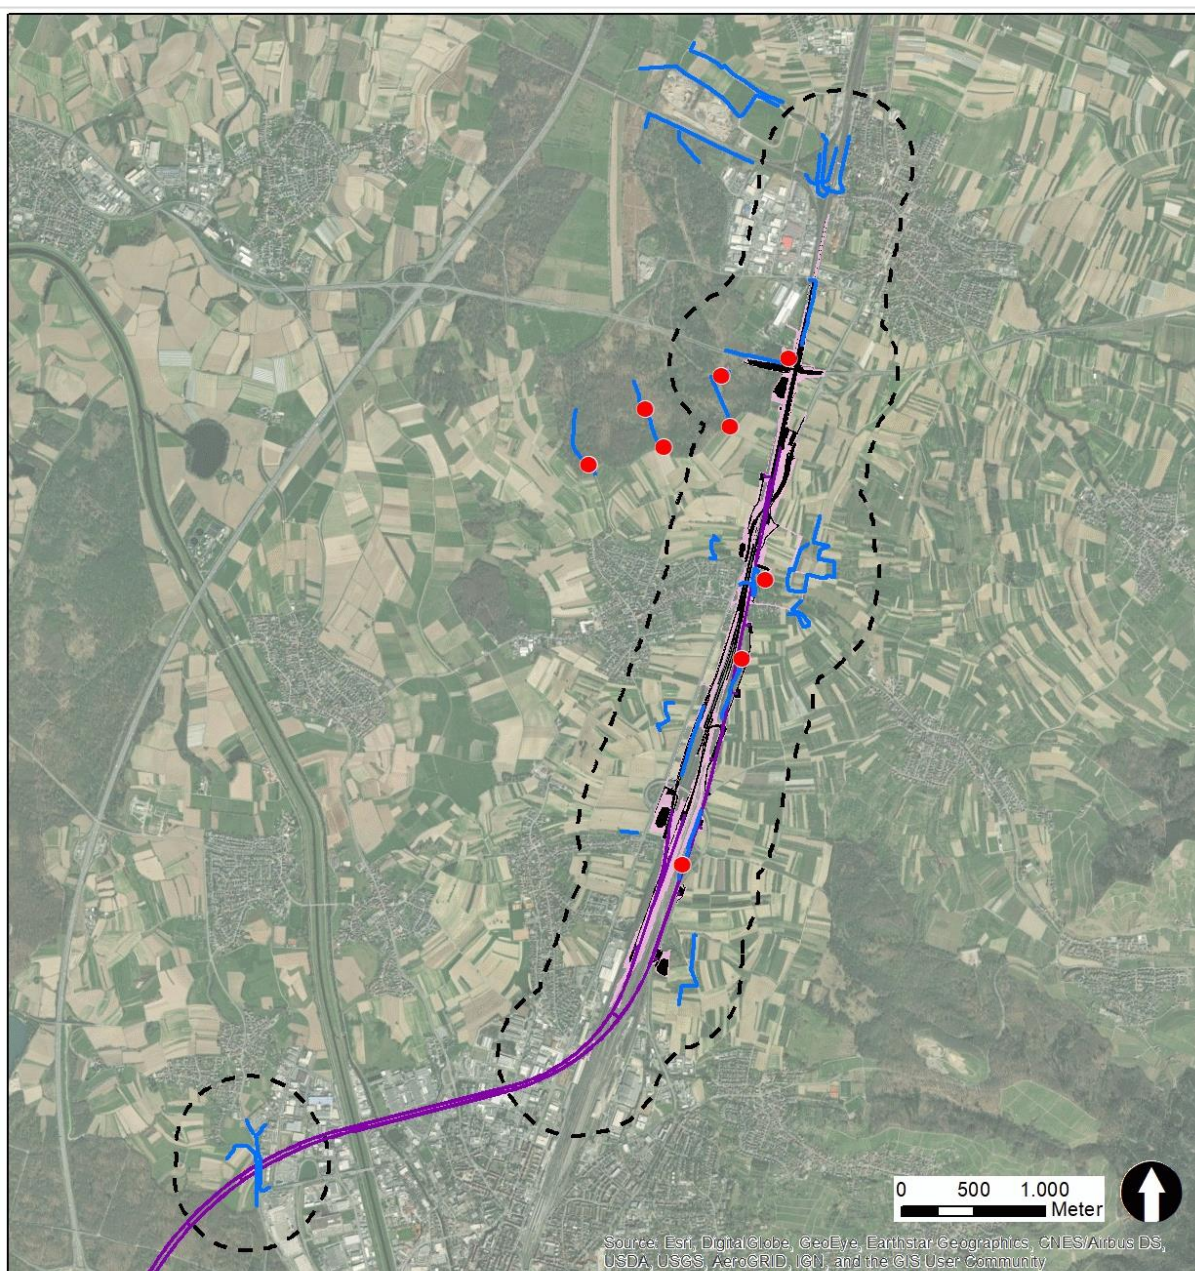 0 500 1.000
Meter
Source: Esri, DigitalGlobe, GeoEye, Earthstar Geographics, CNES/Airbus DS,
USDA, USGS, AeroGRID, IGN, and the GIS User Community